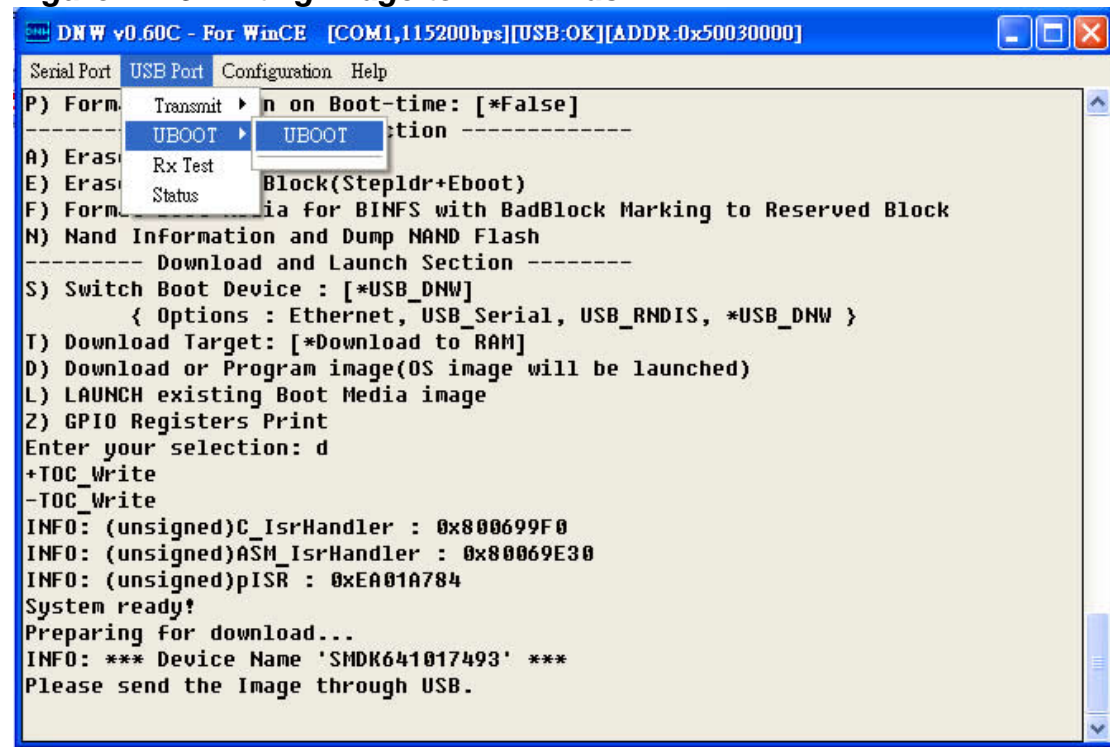 DNW v0.60C - For WinCE [COM1,115200bps][USB:OK][ADDR:0x50030000]
Serial Port USB Port Configuration Help
P) Form n on Boot-time: [*False]
Transmit
---------- ction -------------
UBOOT UBOOT
A) Eras
Rx Test
E) Eras Block(Stepldr+Eboot)
Status
F) Form ia for BINFS with BadBlock Marking to Reserved Block
N) Nand Information and Dump NAND Flash
--------- Download and Launch Section --------
S) Switch Boot Device : [*USB_DNW]
{ Options : Ethernet, USB_Serial, USB_RNDIS, *USB_DNW }
T) Download Target: [*Download to RAM]
D) Download or Program image(OS image will be launched)
L) LAUNCH existing Boot Media image
Z) GPIO Registers Print
Enter your selection: d
+TOC_Write
-TOC_Write
INFO: (unsigned)C_IsrHandler : 0x800699F0
INFO: (unsigned)ASM_IsrHandler : 0x80069E30
INFO: (unsigned)pISR : 0xEA01A784
System ready!
Preparing for download...
INFO: *** Device Name 'SMDK641017493' ***
Please send the Image through USB.